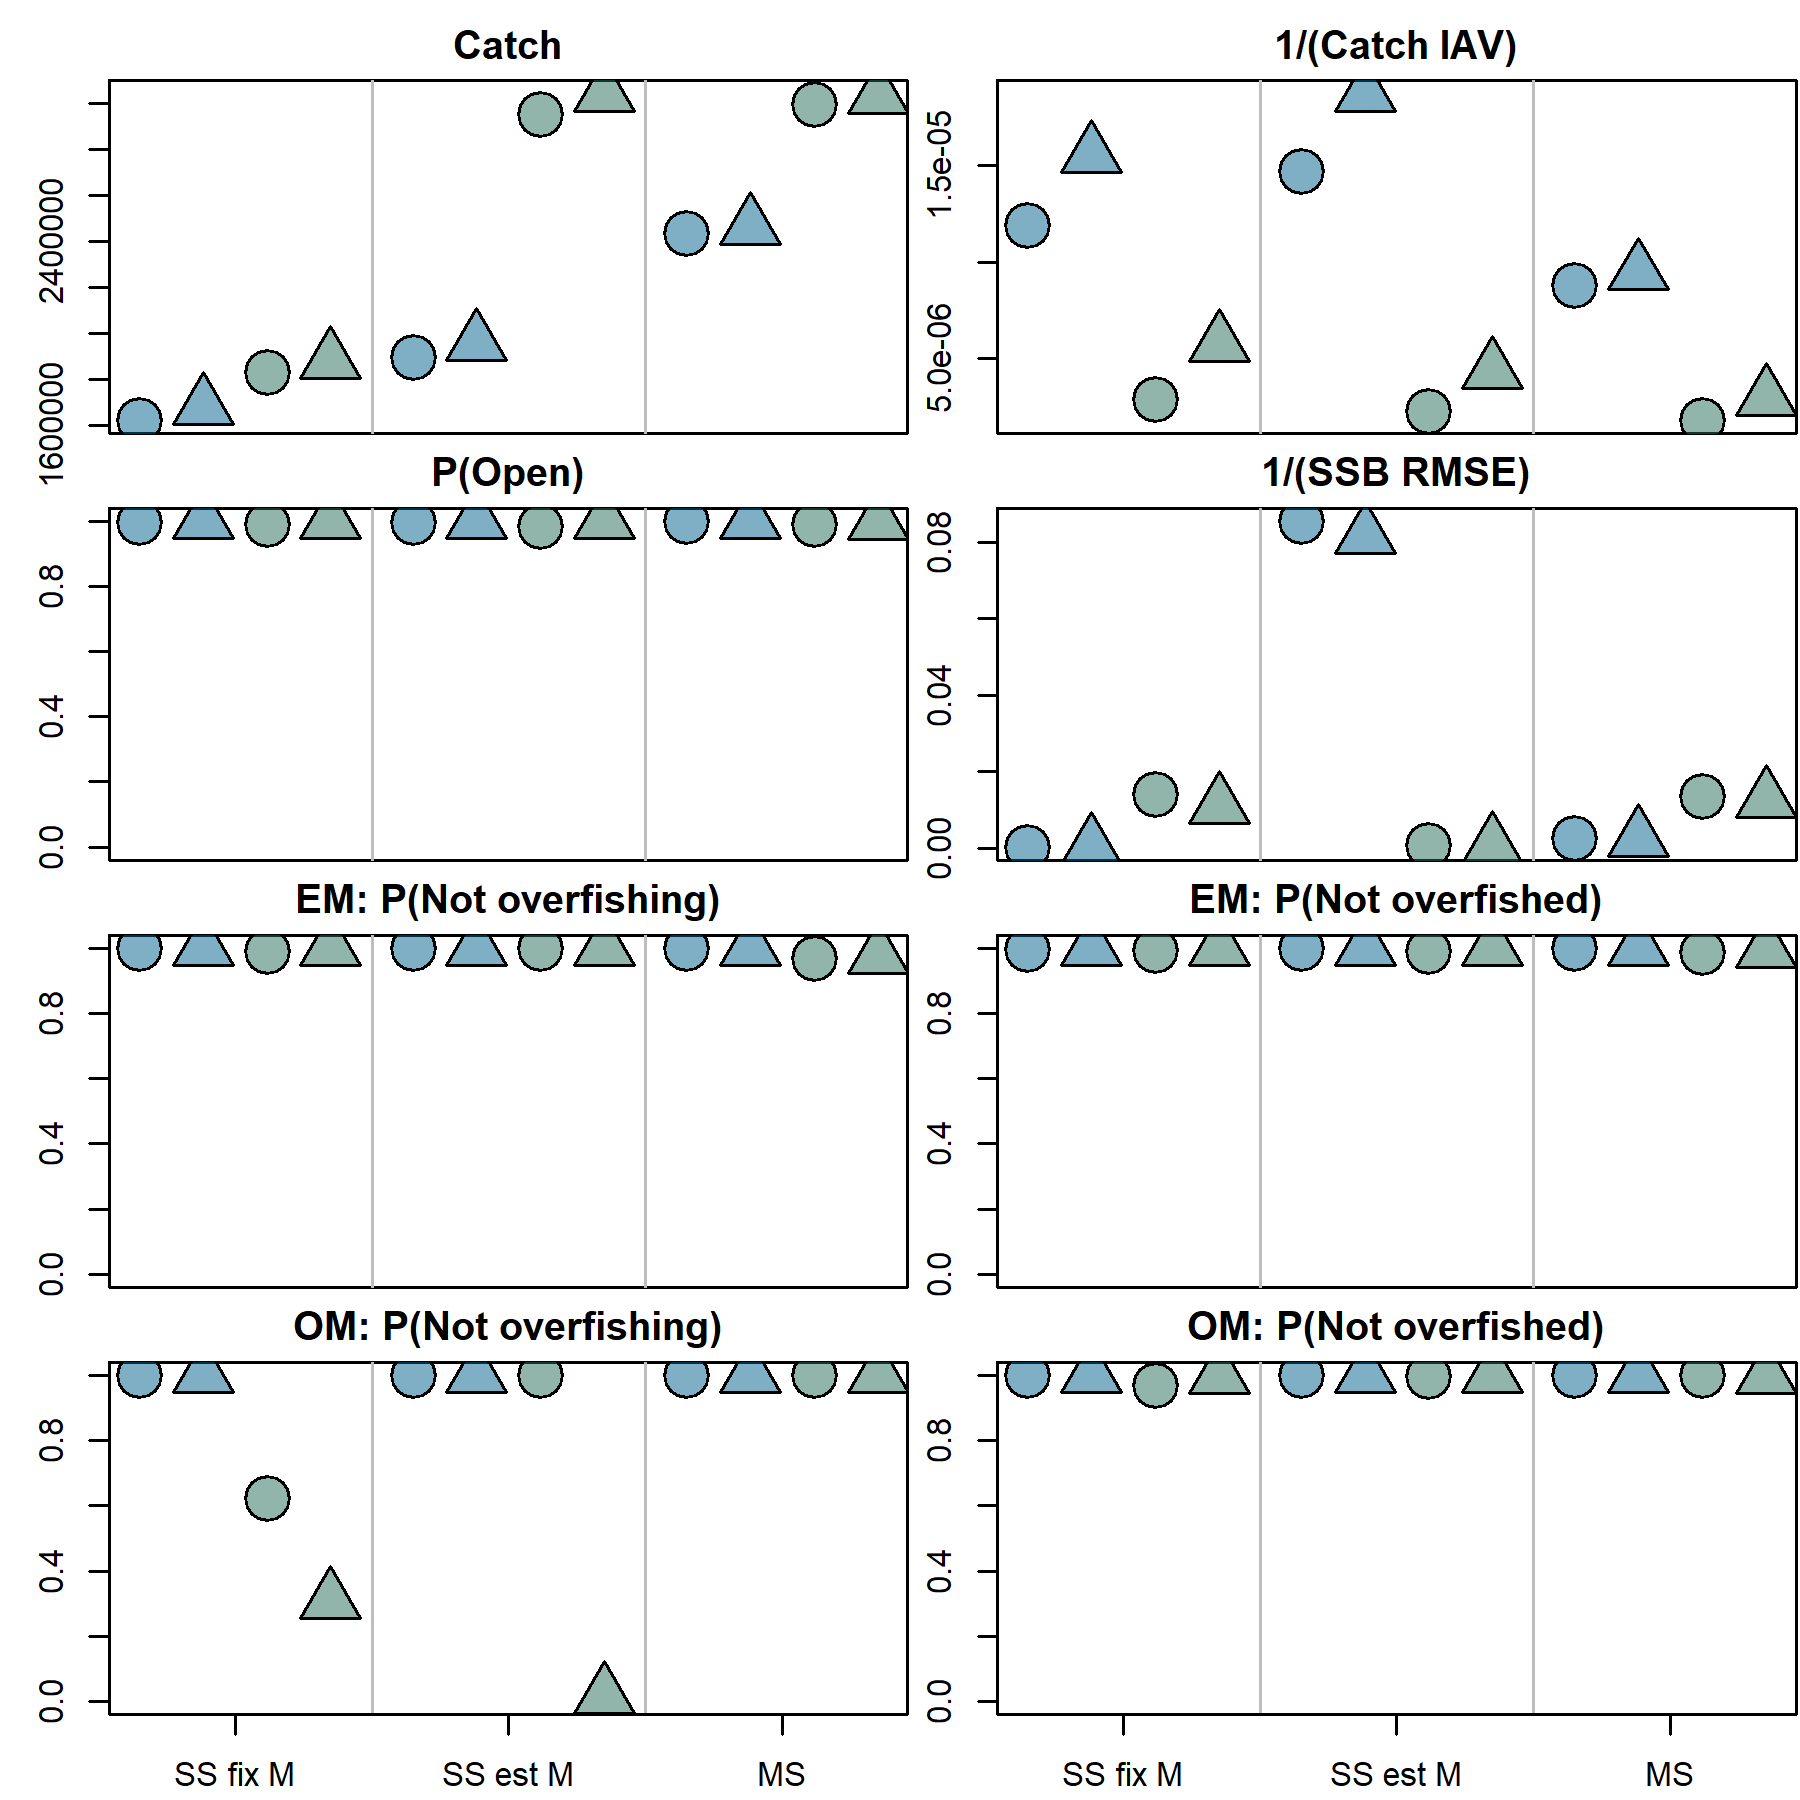 Catch
1/(Catch IAV)
2400000
1600000
1.5e-05
5.0e-06
P(Open)
1/(SSB RMSE)
0.8
0.4
0.0
0.08
0.04
0.00
EM: P(Not overfishing)
EM: P(Not overfished)
0.8
0.4
0.0
0.8
0.4
0.0
OM: P(Not overfishing)
OM: P(Not overfished)
0.8
0.4
0.0
0.8
0.4
0.0
SS fix M SS est M MS
SS fix M SS est M MS